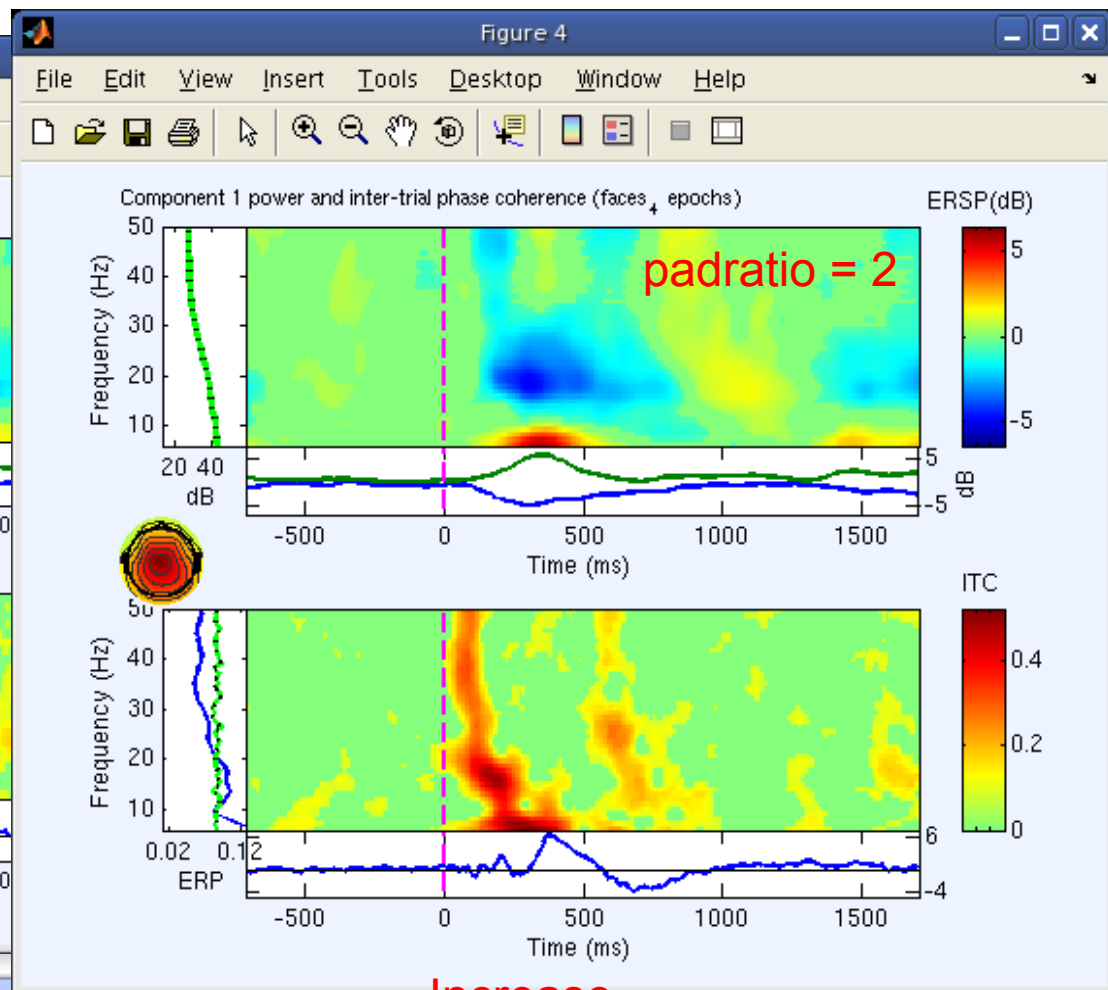 Figure 4
File Edit View Insert Tools Desktop Window Help
Component 1 power and inter-trial phase coherence (faces₄ epochs)
ERSP(dB)
padratio = 2
50
40
30
20
10
Frequency (Hz)
5
0
-5
20 40
dB
5
-5
dB
-500 0 500 1000 1500
Time (ms)
ITC
50
40
30
20
10
Frequency (Hz)
0.4
0.2
0
0.02 0.12
ERP
6
-4
-500 0 500 1000 1500
Time (ms)
Increase